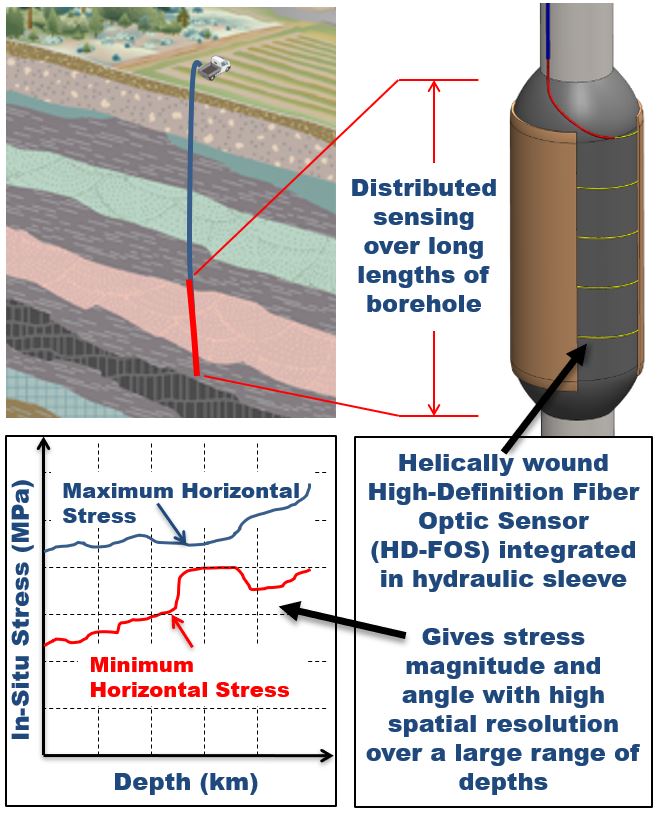 Distributed
sensing
over long
lengths of
borehole
Maximum Horizontal
Stress
Minimum
Horizontal Stress
In-Situ Stress (MPa)
Depth (km)
Helically wound
High-Definition Fiber
Optic Sensor
(HD-FOS) integrated
in hydraulic sleeve
Gives stress
magnitude and
angle with high
spatial resolution
over a large range of
depths